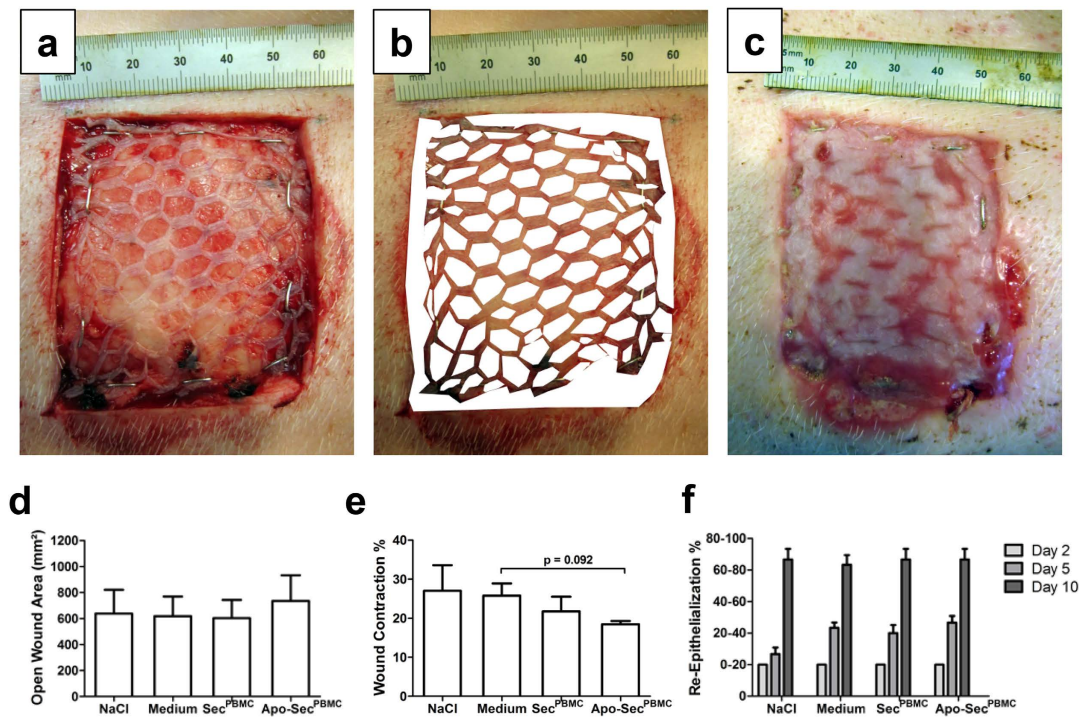 a
mm 10 20 30 40 50 60
b
10 20 30 40 50 60
c
5mm
mm 10 20 30 40 50 60
d
Open Wound Area (mm²)
1200
1000
800
600
400
200
0
NaCl Medium Sec^PBMC Apo-Sec^PBMC
e
Wound Contraction %
40
30
20
10
0
p = 0.092
NaCl Medium Sec^PBMC Apo-Sec^PBMC
f
Re-Epithelialization %
80-100
60-80
40-60
20-40
0-20
0
Day 2
Day 5
Day 10
NaCl Medium Sec^PBMC Apo-Sec^PBMC